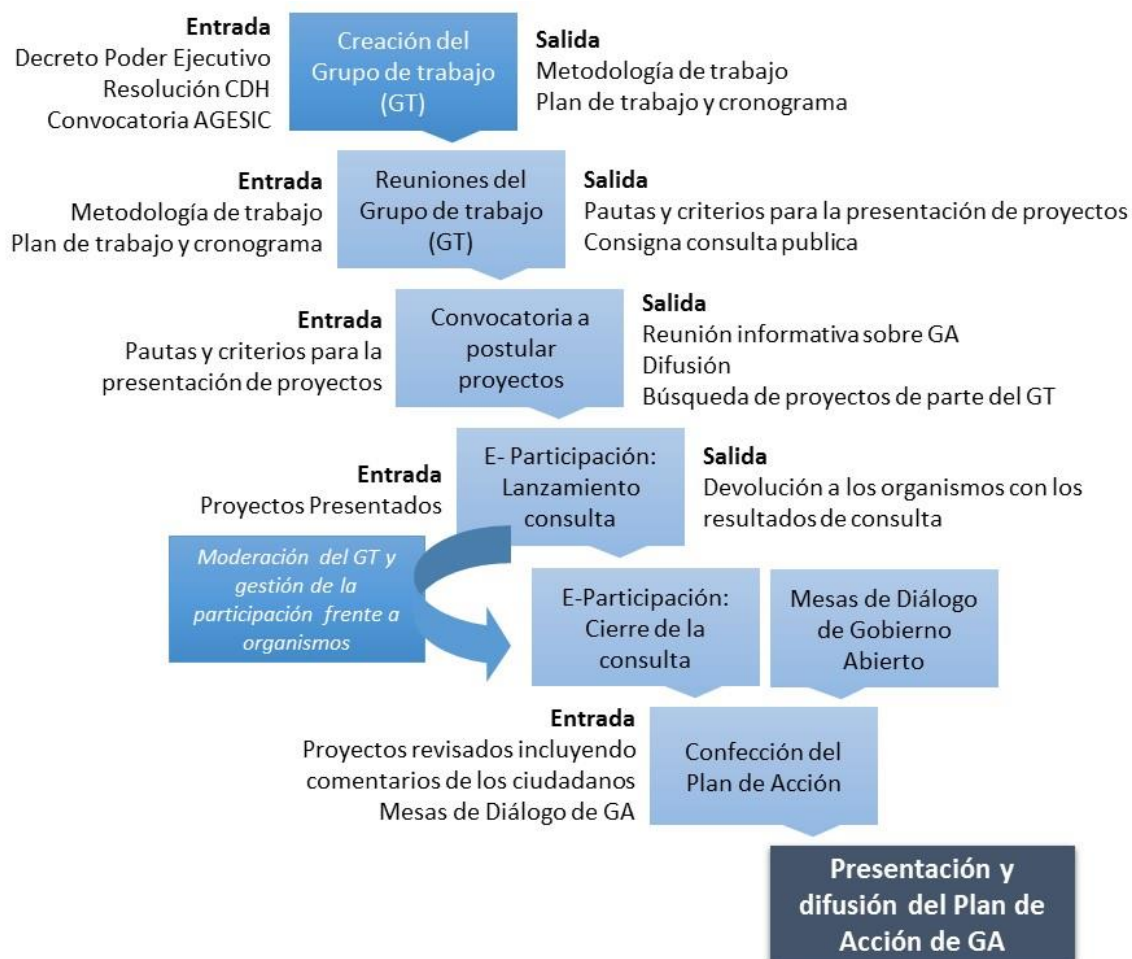 Entrada
Decreto Poder Ejecutivo
Resolución CDH
Convocatoria AGESIC
Creación del
Grupo de trabajo
(GT)
Salida
Metodología de trabajo
Plan de trabajo y cronograma
Entrada
Metodología de trabajo
Plan de trabajo y cronograma
Reuniones del
Grupo de trabajo
(GT)
Salida
Pautas y criterios para la presentación de proyectos
Consigna consulta publica
Entrada
Pautas y criterios para la
presentación de proyectos
Convocatoria a
postular
proyectos
Salida
Reunión informativa sobre GA
Difusión
Búsqueda de proyectos de parte del GT
Entrada
Proyectos Presentados
E- Participación:
Lanzamiento
consulta
Salida
Devolución a los organismos con los
resultados de consulta
Moderación del GT y
gestión de la
participación frente a
organismos
E-Participación:
Cierre de la
consulta
Mesas de Diálogo
de Gobierno
Abierto
Entrada
Proyectos revisados incluyendo
comentarios de los ciudadanos
Mesas de Diálogo de GA
Confección del
Plan de Acción
Presentación y
difusión del Plan de
Acción de GA